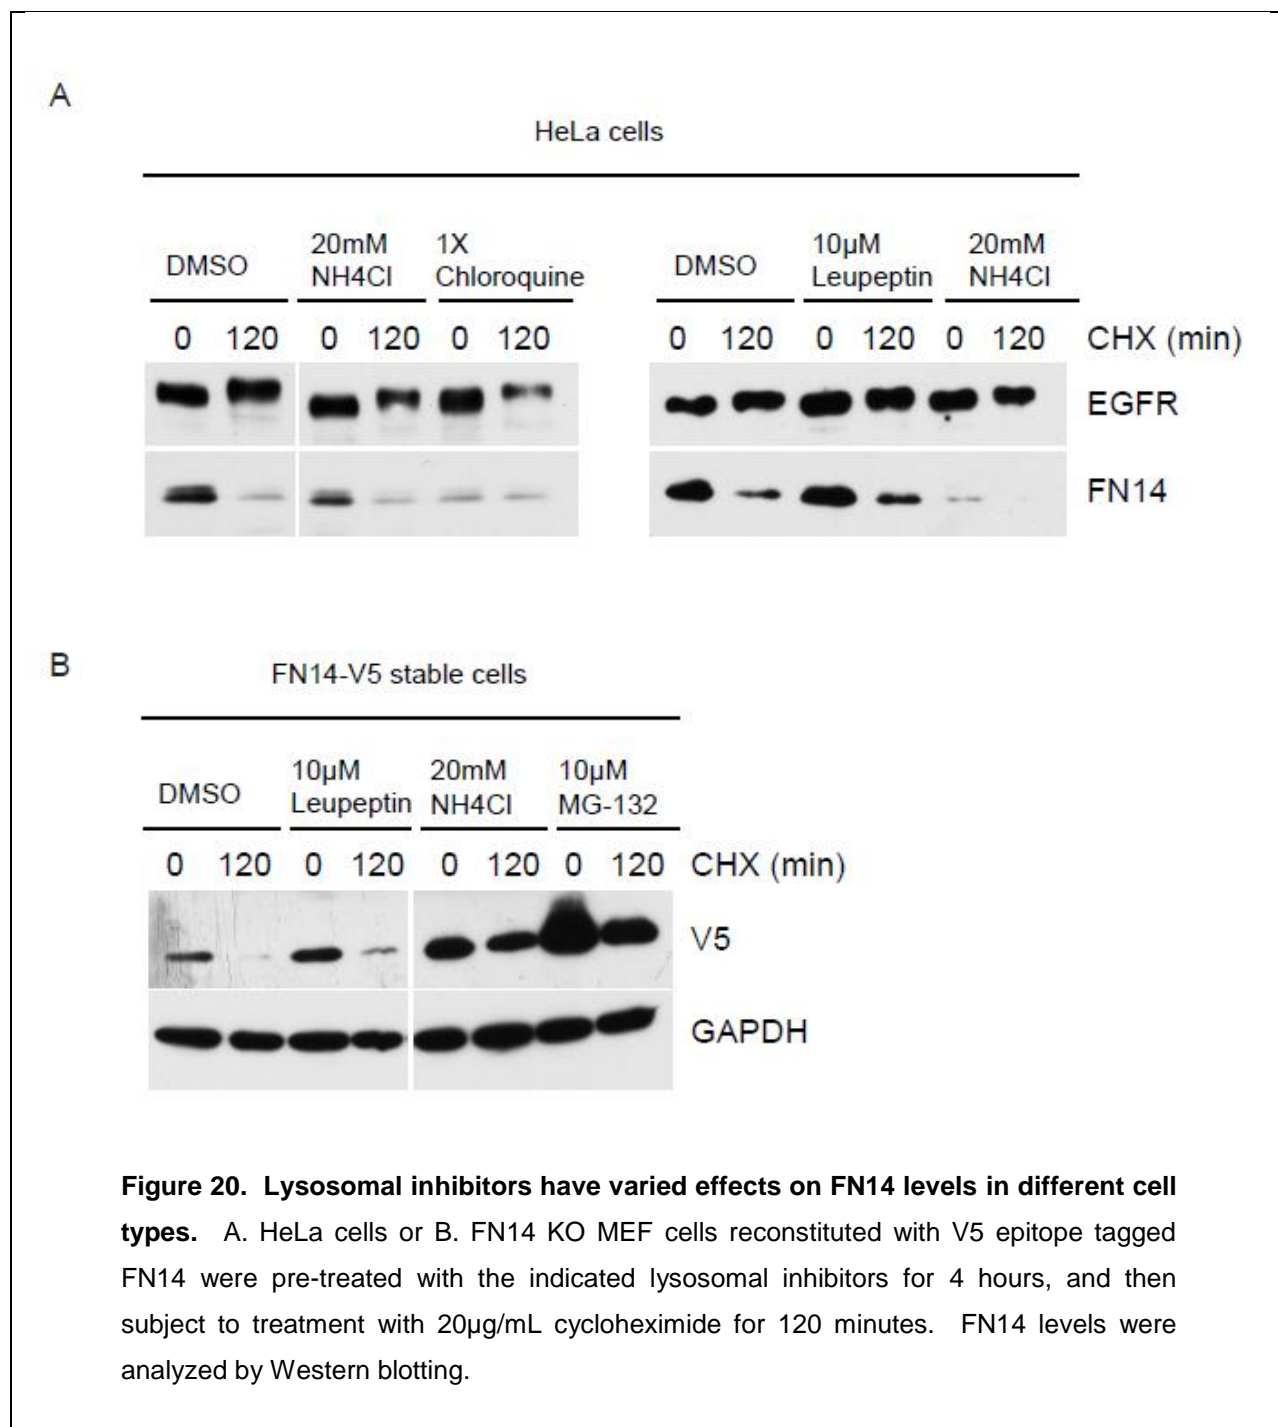 A
HeLa cells
DMSO
20mM
NH4Cl
1X
Chloroquine
DMSO
10µM
Leupeptin
20mM
NH4Cl
0 120 0 120 0 120 0 120 0 120 0 120 CHX (min)
EGFR
FN14
B
FN14-V5 stable cells
DMSO
10µM
Leupeptin
20mM
NH4Cl
10µM
MG-132
0 120 0 120 0 120 0 120 CHX (min)
V5
GAPDH
Figure 20. Lysosomal inhibitors have varied effects on FN14 levels in different cell
types. A. HeLa cells or B. FN14 KO MEF cells reconstituted with V5 epitope tagged
FN14 were pre-treated with the indicated lysosomal inhibitors for 4 hours, and then
subject to treatment with 20µg/mL cycloheximide for 120 minutes. FN14 levels were
analyzed by Western blotting.